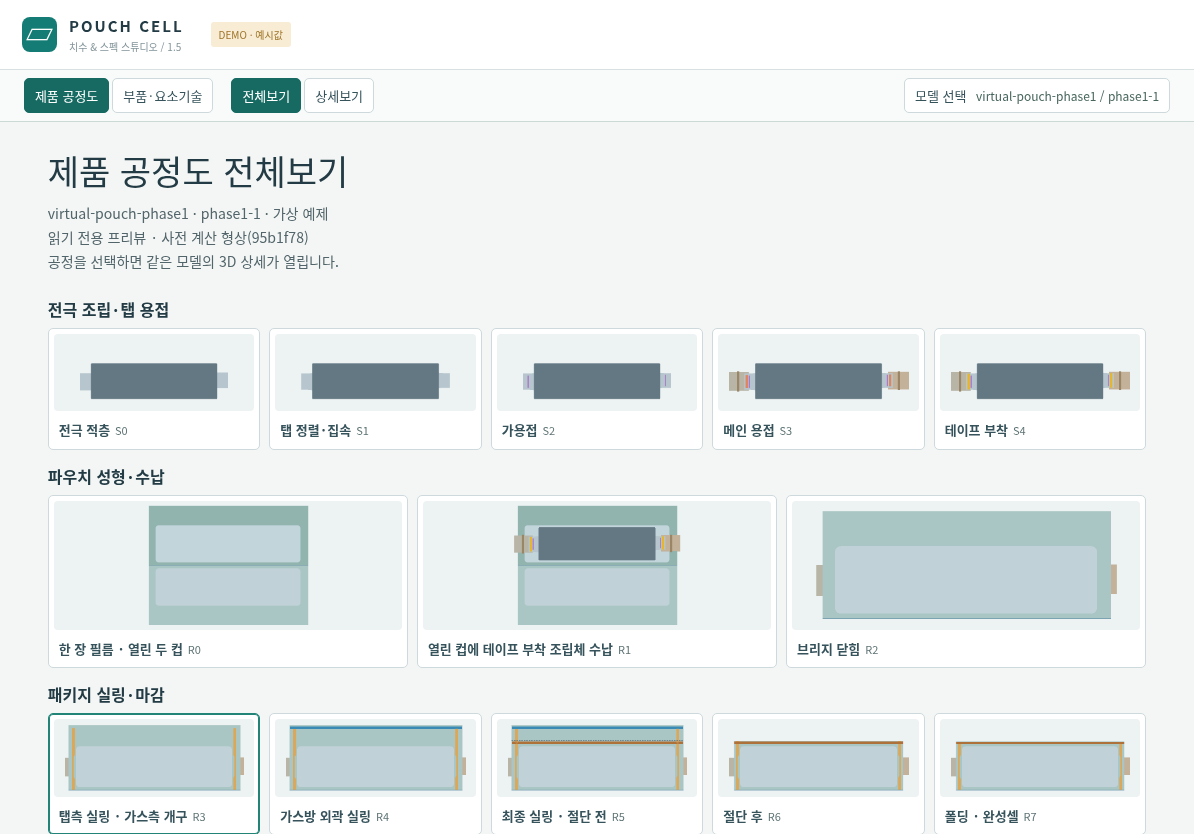 POUCH CELL
치수 & 스펙 스튜디오 / 1.5
DEMO · 예시값
제품 공정도
부품·요소기술
전체보기
상세보기
모델 선택 virtual-pouch-phase1 / phase1-1
제품 공정도 전체보기
virtual-pouch-phase1 · phase1-1 · 가상 예제
읽기 전용 프리뷰 · 사전 계산 형상(95b1f78)
공정을 선택하면 같은 모델의 3D 상세가 열립니다.
전극 조립·탭 용접
전극 적층 S0
탭 정렬·집속 S1
가용접 S2
메인 용접 S3
테이프 부착 S4
파우치 성형·수납
한 장 필름 · 열린 두 컵 R0
열린 컵에 테이프 부착 조립체 수납 R1
브리지 닫힘 R2
패키지 실링·마감
탭측 실링 · 가스측 개구 R3
가스방 외곽 실링 R4
최종 실링 · 절단 전 R5
절단 후 R6
폴딩 · 완성셀 R7